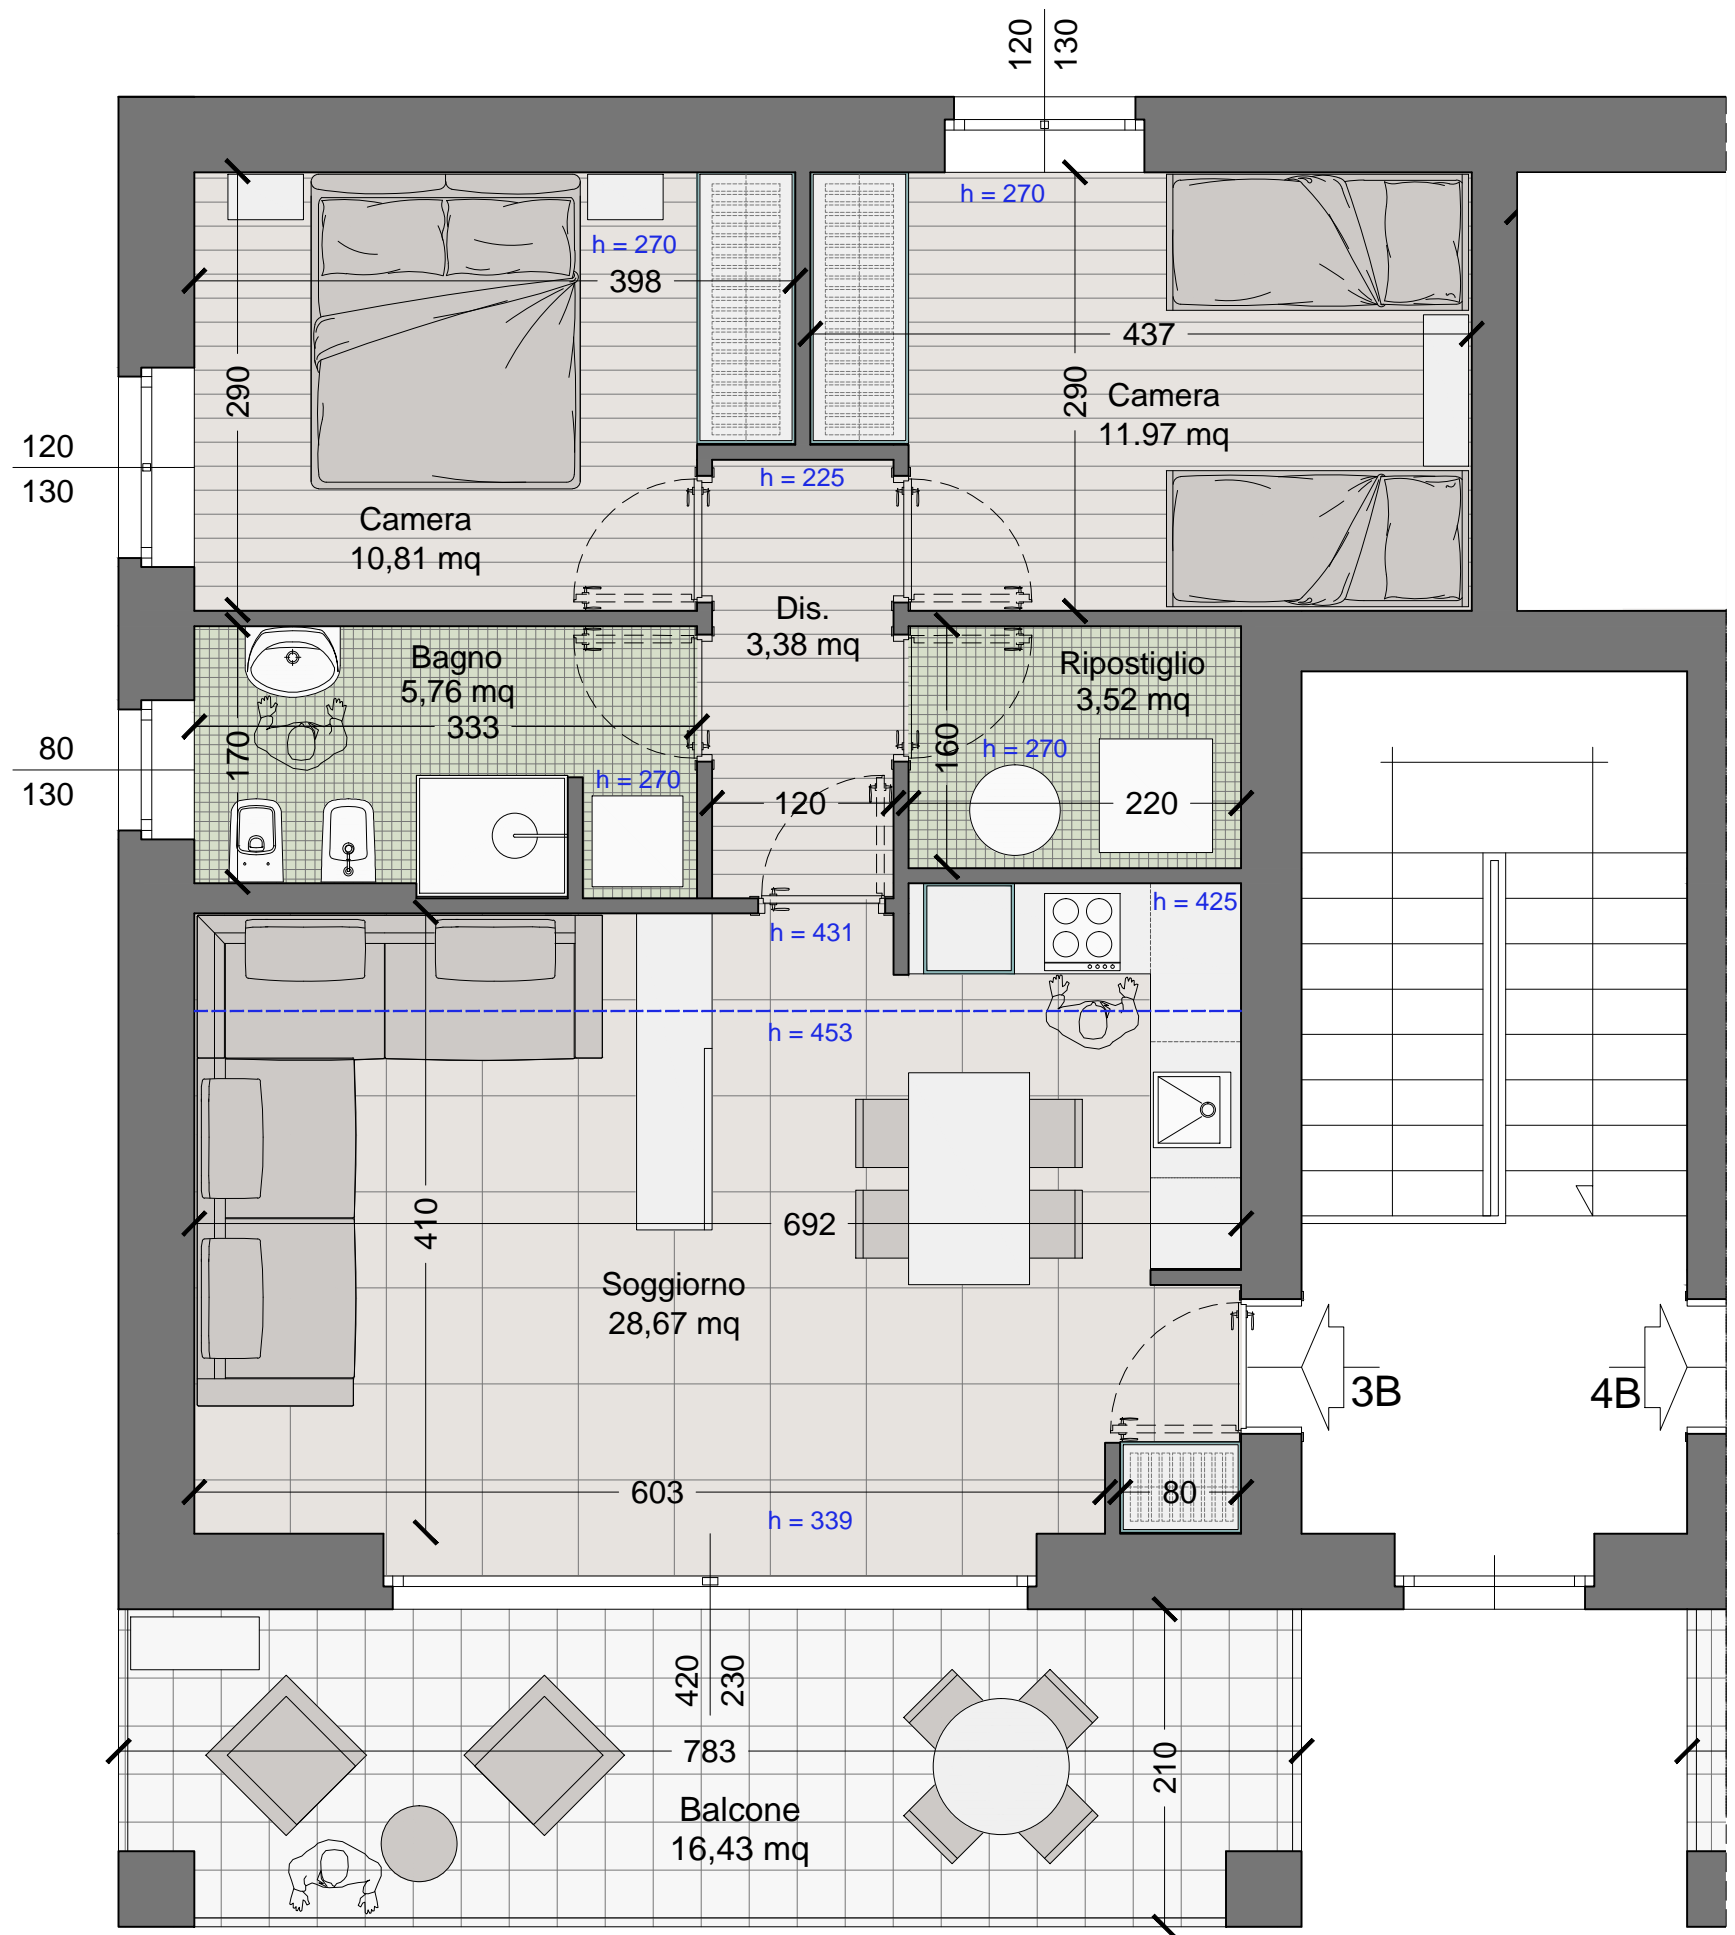 120
130
h = 270
h = 270
398
437
290
290
Camera
11.97 mq
120
130
h = 225
Camera
10,81 mq
Dis.
3,38 mq
Bagno
5,76 mq
333
Ripostiglio
3,52 mq
170
160
h = 270
80
130
h = 270
120
220
h = 425
h = 431
h = 453
410
692
Soggiorno
28,67 mq
3B
4B
603
80
h = 339
420
230
783
210
Balcone
16,43 mq